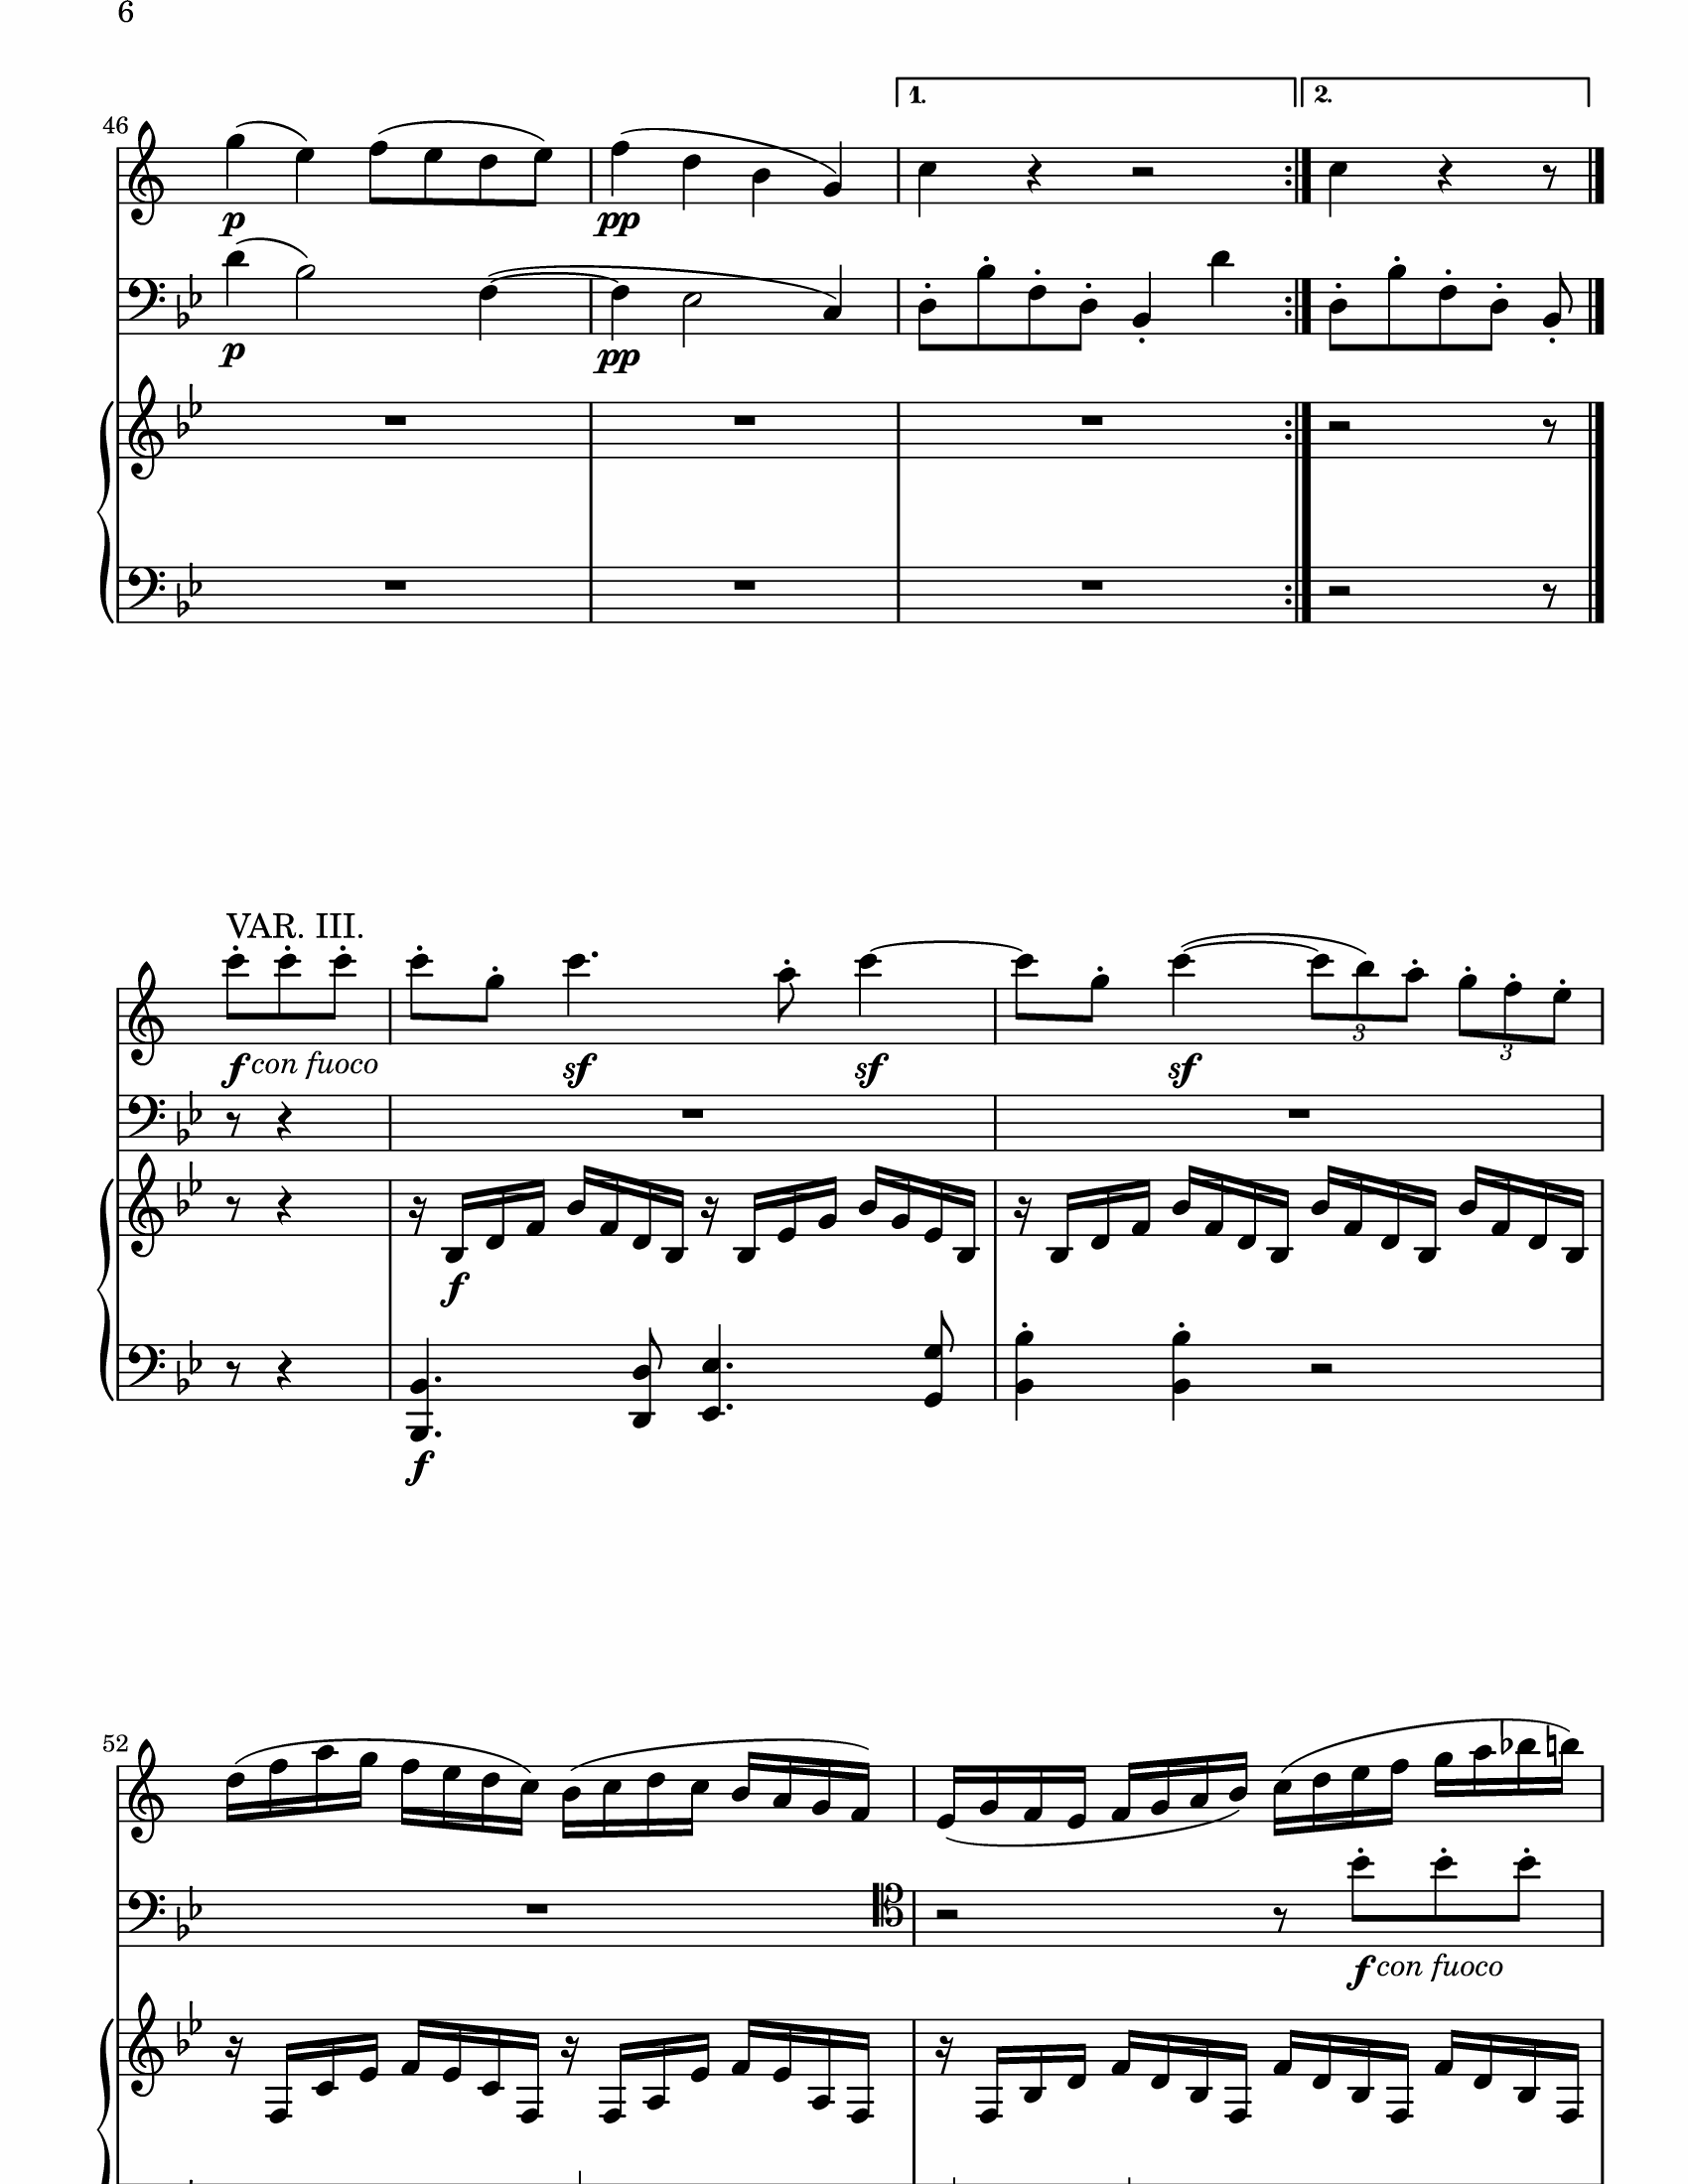 6
1. 2.
46
p pp
p pp
VAR. III.
f con fuoco sf sf sf
3 3
f
f
52
f con fuoco